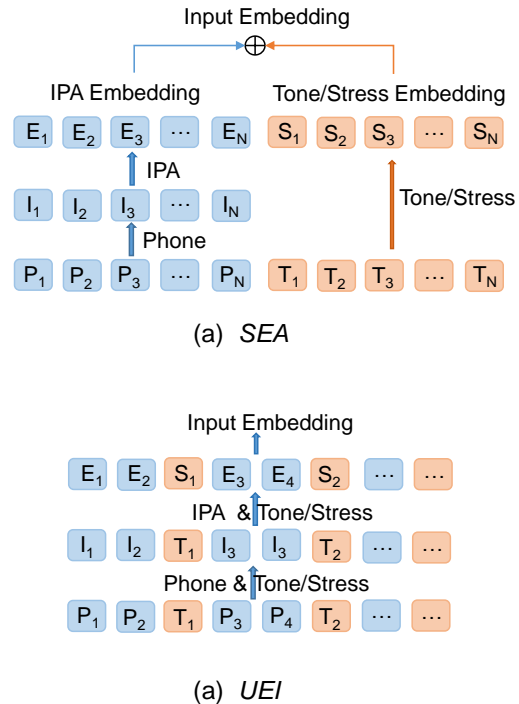 Input Embedding
IPA Embedding Tone/Stress Embedding
E1 E2 E3 ... EN S1 S2 S3 ... SN
IPA
I1 I2 I3 ... IN
Tone/Stress
Phone
P1 P2 P3 ... PN T1 T2 T3 ... TN
(a) SEA
Input Embedding
E1 E2 S1 E3 E4 S2 ... ...
IPA & Tone/Stress
I1 I2 T1 I3 I3 T2 ... ...
Phone & Tone/Stress
P1 P2 T1 P3 P4 T2 ... ...
(a) UEI